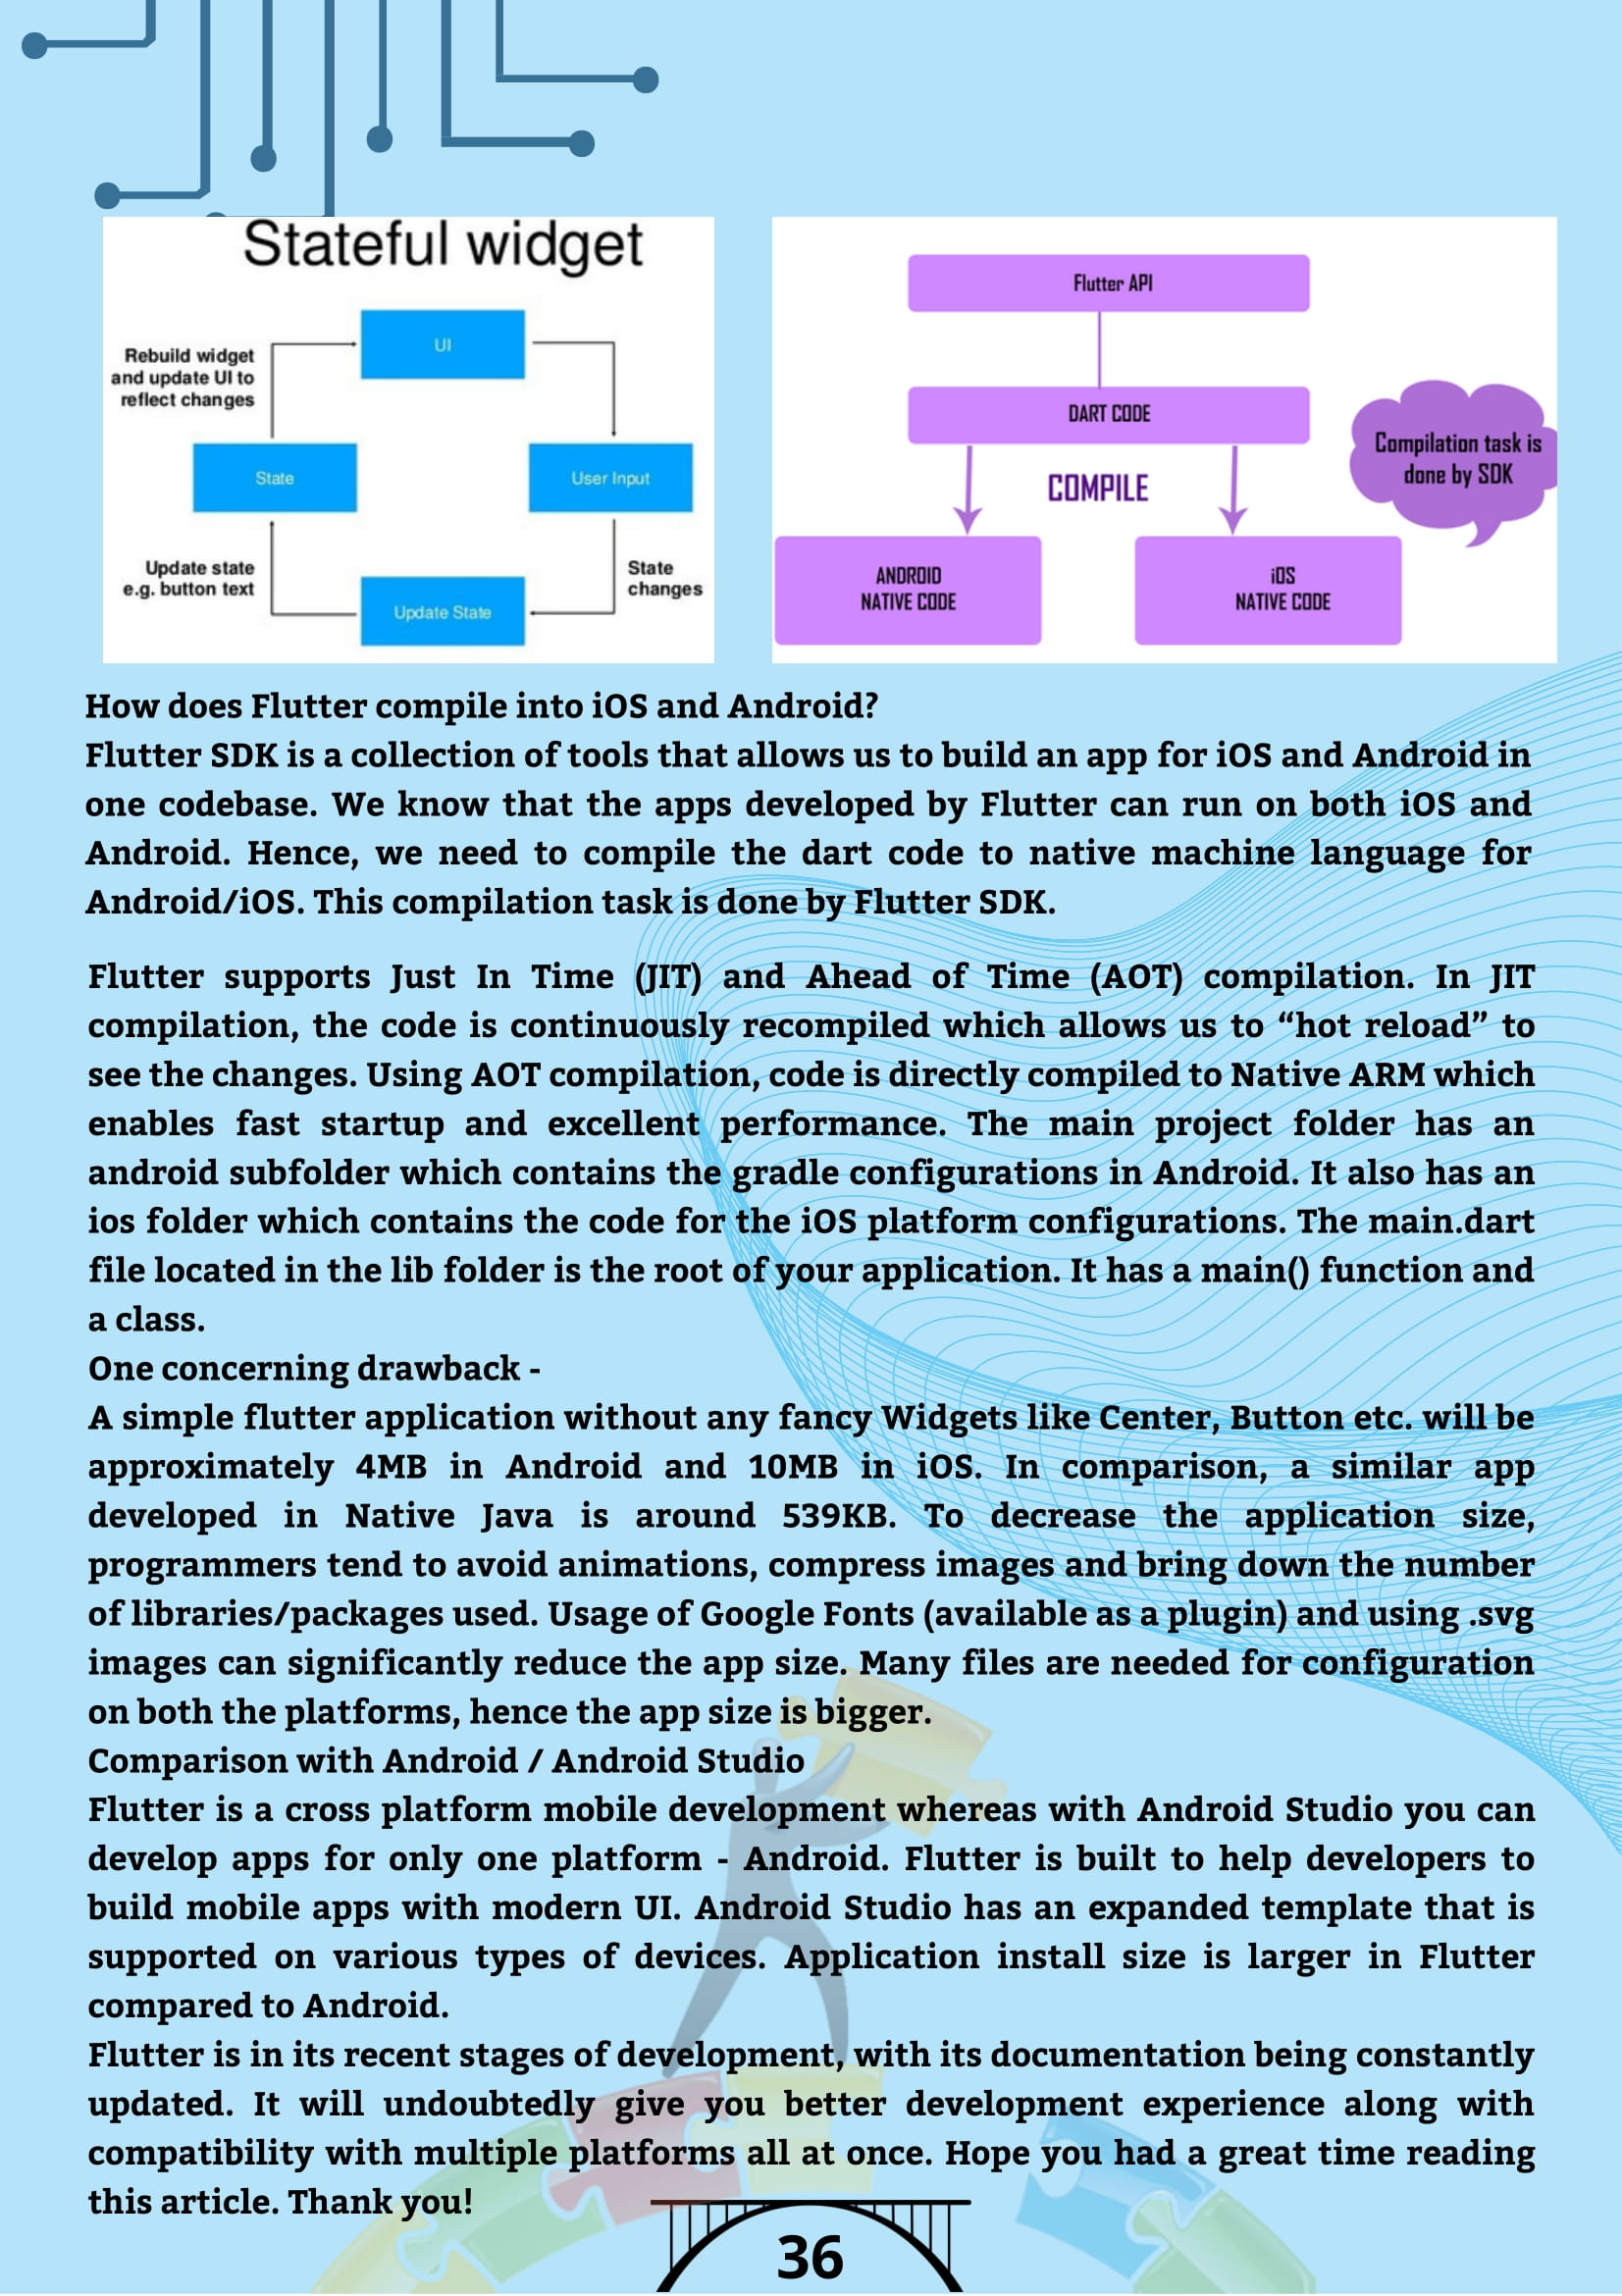 Stateful widget
UI
Rebuild widget
and update UI to
reflect changes
State
User Input
Update state
e.g. button text
State
changes
Update State
Flutter API
DART CODE
COMPILE
Compilation task is
done by SDK
ANDROID
NATIVE CODE
iOS
NATIVE CODE
How does Flutter compile into iOS and Android?
Flutter SDK is a collection of tools that allows us to build an app for iOS and Android in
one codebase. We know that the apps developed by Flutter can run on both iOS and
Android. Hence, we need to compile the dart code to native machine language for
Android/iOS. This compilation task is done by Flutter SDK.
Flutter supports Just In Time (JIT) and Ahead of Time (AOT) compilation. In JIT
compilation, the code is continuously recompiled which allows us to “hot reload” to
see the changes. Using AOT compilation, code is directly compiled to Native ARM which
enables fast startup and excellent performance. The main project folder has an
android subfolder which contains the gradle configurations in Android. It also has an
ios folder which contains the code for the iOS platform configurations. The main.dart
file located in the lib folder is the root of your application. It has a main() function and
a class.
One concerning drawback -
A simple flutter application without any fancy Widgets like Center, Button etc. will be
approximately 4MB in Android and 10MB in iOS. In comparison, a similar app
developed in Native Java is around 539KB. To decrease the application size,
programmers tend to avoid animations, compress images and bring down the number
of libraries/packages used. Usage of Google Fonts (available as a plugin) and using .svg
images can significantly reduce the app size. Many files are needed for configuration
on both the platforms, hence the app size is bigger.
Comparison with Android / Android Studio
Flutter is a cross platform mobile development whereas with Android Studio you can
develop apps for only one platform - Android. Flutter is built to help developers to
build mobile apps with modern UI. Android Studio has an expanded template that is
supported on various types of devices. Application install size is larger in Flutter
compared to Android.
Flutter is in its recent stages of development, with its documentation being constantly
updated. It will undoubtedly give you better development experience along with
compatibility with multiple platforms all at once. Hope you had a great time reading
this article. Thank you!
36